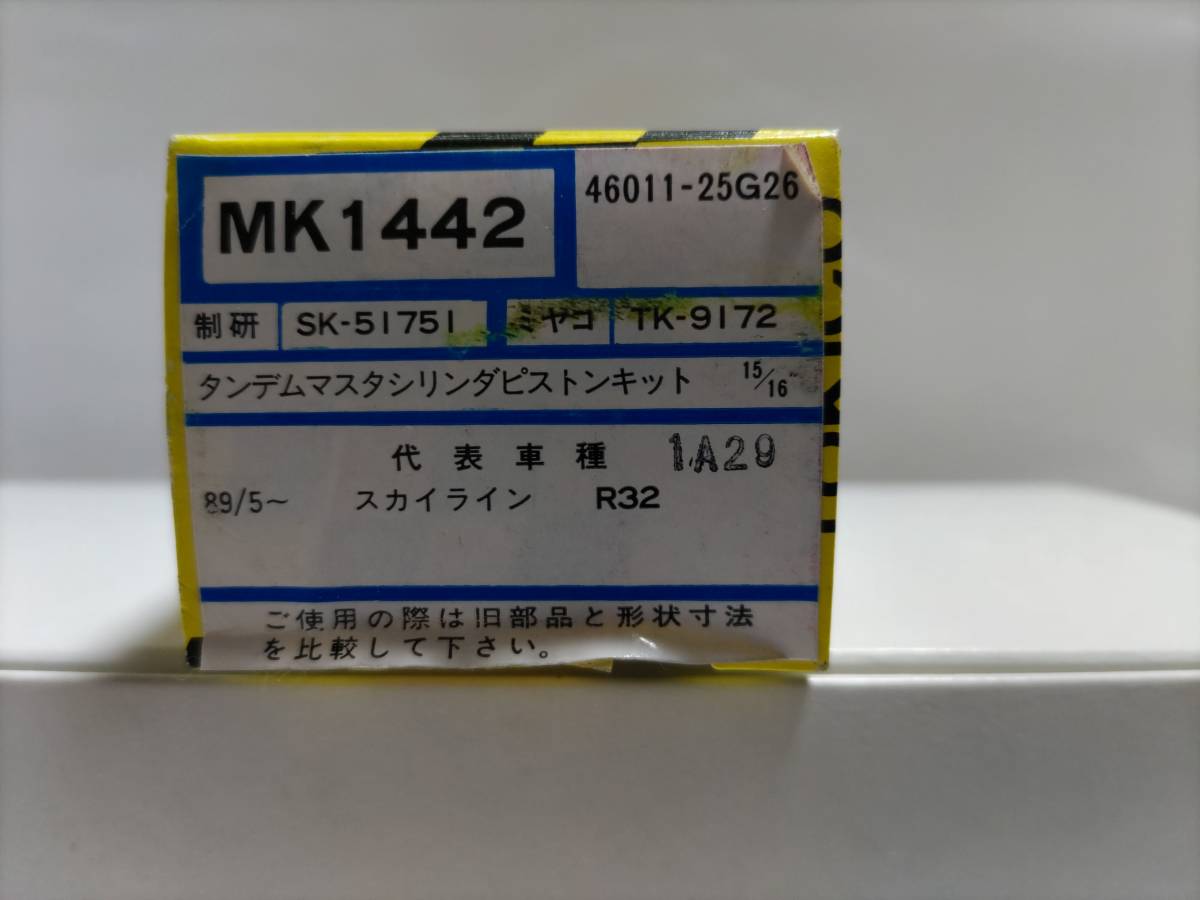 MK1442
46011-25G26
制研 SK-51751 ミヤコ TK-9172
タンデムマスタシリンダピストンキット 15/16"
代表車種 1A29
89/5~ スカイライン R32
ご使用の際は旧部品と形状寸法
を比較して下さい。